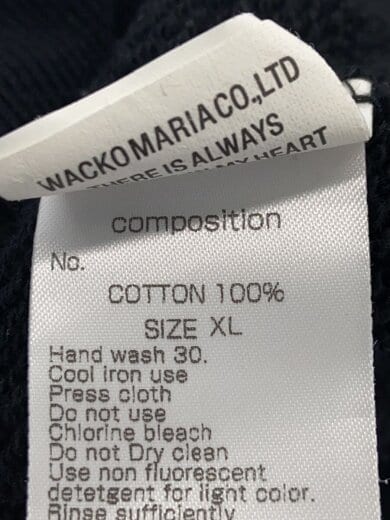 WACKO MARIA CO.,LTD
THERE IS ALWAYS
MY HEART
composition
No.
COTTON 100%
SIZE XL
Hand wash 30.
Cool iron use
Press cloth
Do not use
Chlorine bleach
Do not Dry clean
Use non fluorescent
detetgent for light color.
Rinse sufficiently